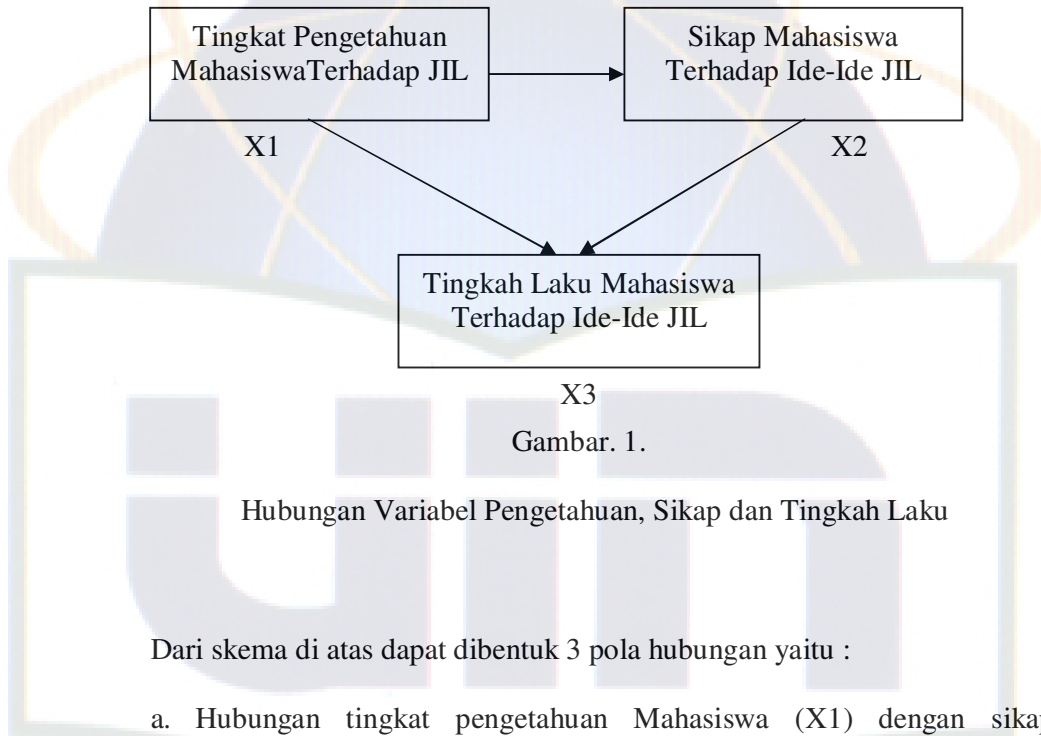 Tingkat Pengetahuan
MahasiswaTerhadap JIL
X1
Sikap Mahasiswa
Terhadap Ide-Ide JIL
X2
Tingkah Laku Mahasiswa
Terhadap Ide-Ide JIL
X3
Gambar. 1.
Hubungan Variabel Pengetahuan, Sikap dan Tingkah Laku
Dari skema di atas dapat dibentuk 3 pola hubungan yaitu :
a. Hubungan tingkat pengetahuan Mahasiswa (X1) dengan sikap
uin